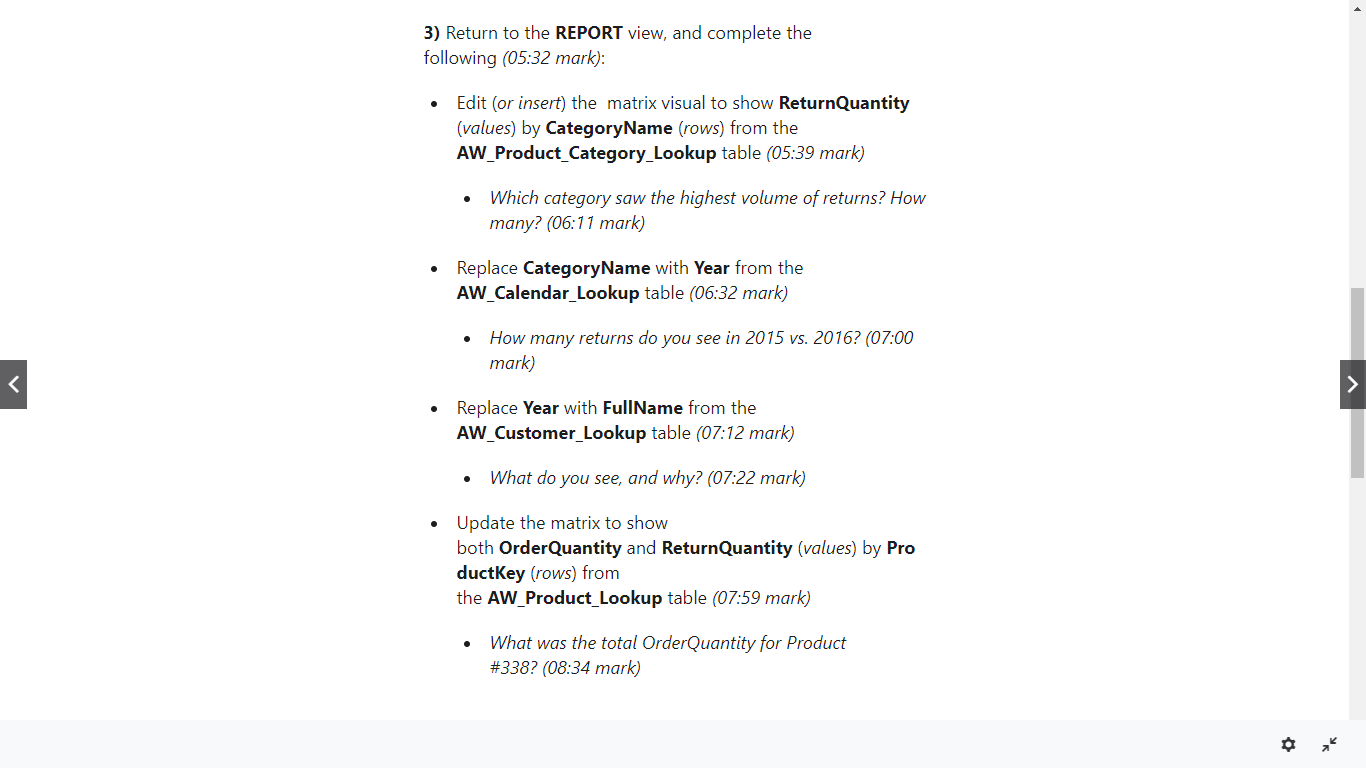 3) Return to the REPORT view, and complete the
following (05:32 mark):
• Edit (or insert) the  matrix visual to show ReturnQuantity
(values) by CategoryName (rows) from the
AW_Product_Category_Lookup table (05:39 mark)
• Which category saw the highest volume of returns? How
many? (06:11 mark)
• Replace CategoryName with Year from the
AW_Calendar_Lookup table (06:32 mark)
• How many returns do you see in 2015 vs. 2016? (07:00
mark)
• Replace Year with FullName from the
AW_Customer_Lookup table (07:12 mark)
• What do you see, and why? (07:22 mark)
• Update the matrix to show
both OrderQuantity and ReturnQuantity (values) by Pro
ductKey (rows) from
the AW_Product_Lookup table (07:59 mark)
• What was the total OrderQuantity for Product
#338? (08:34 mark)